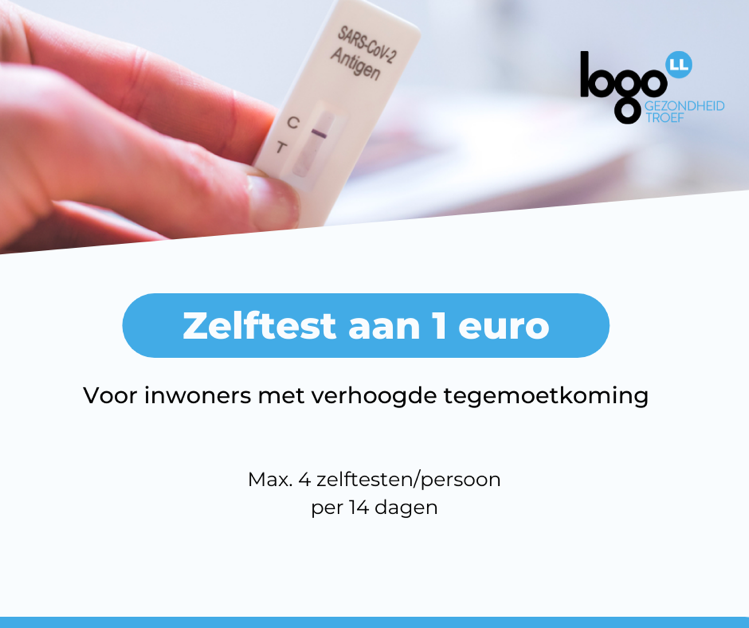 SARS-CoV-2
Antigen
C
T
logo LL
GEZONDHEID
TROEF
Zelftest aan 1 euro
Voor inwoners met verhoogde tegemoetkoming
Max. 4 zelftesten/persoon
per 14 dagen